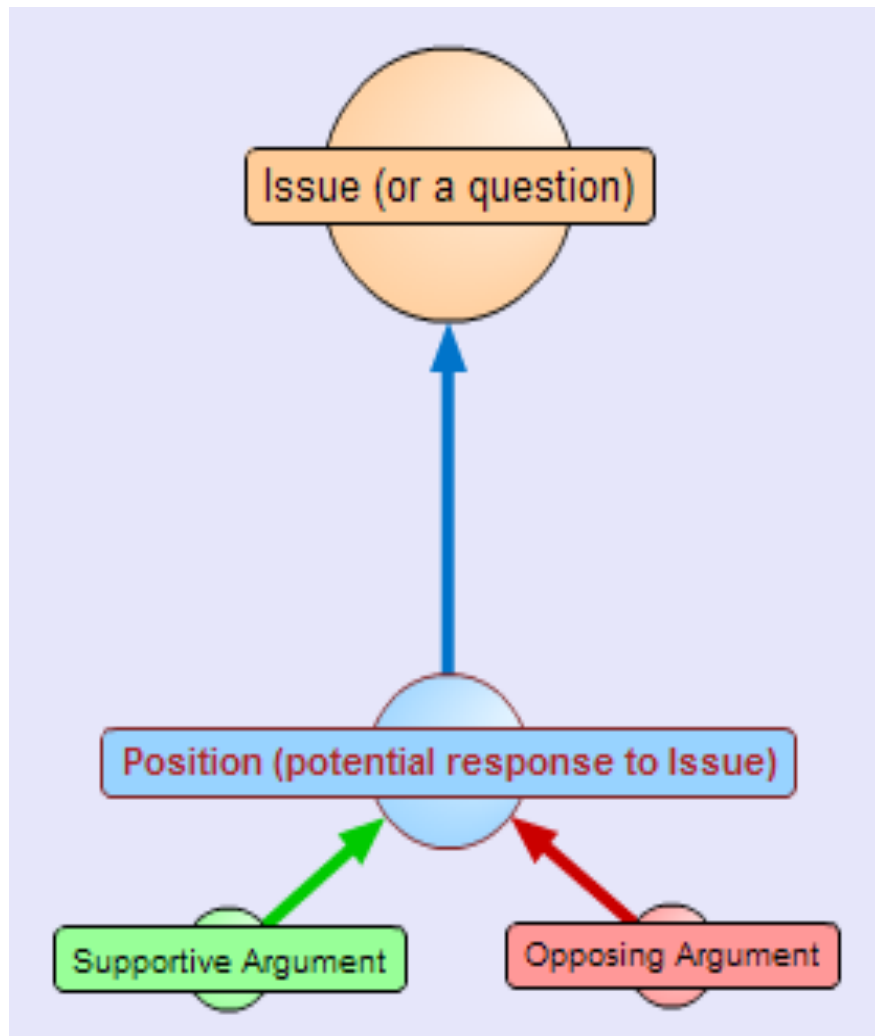 Issue (or a question)
Position (potential response to Issue)
Supportive Argument
Opposing Argument